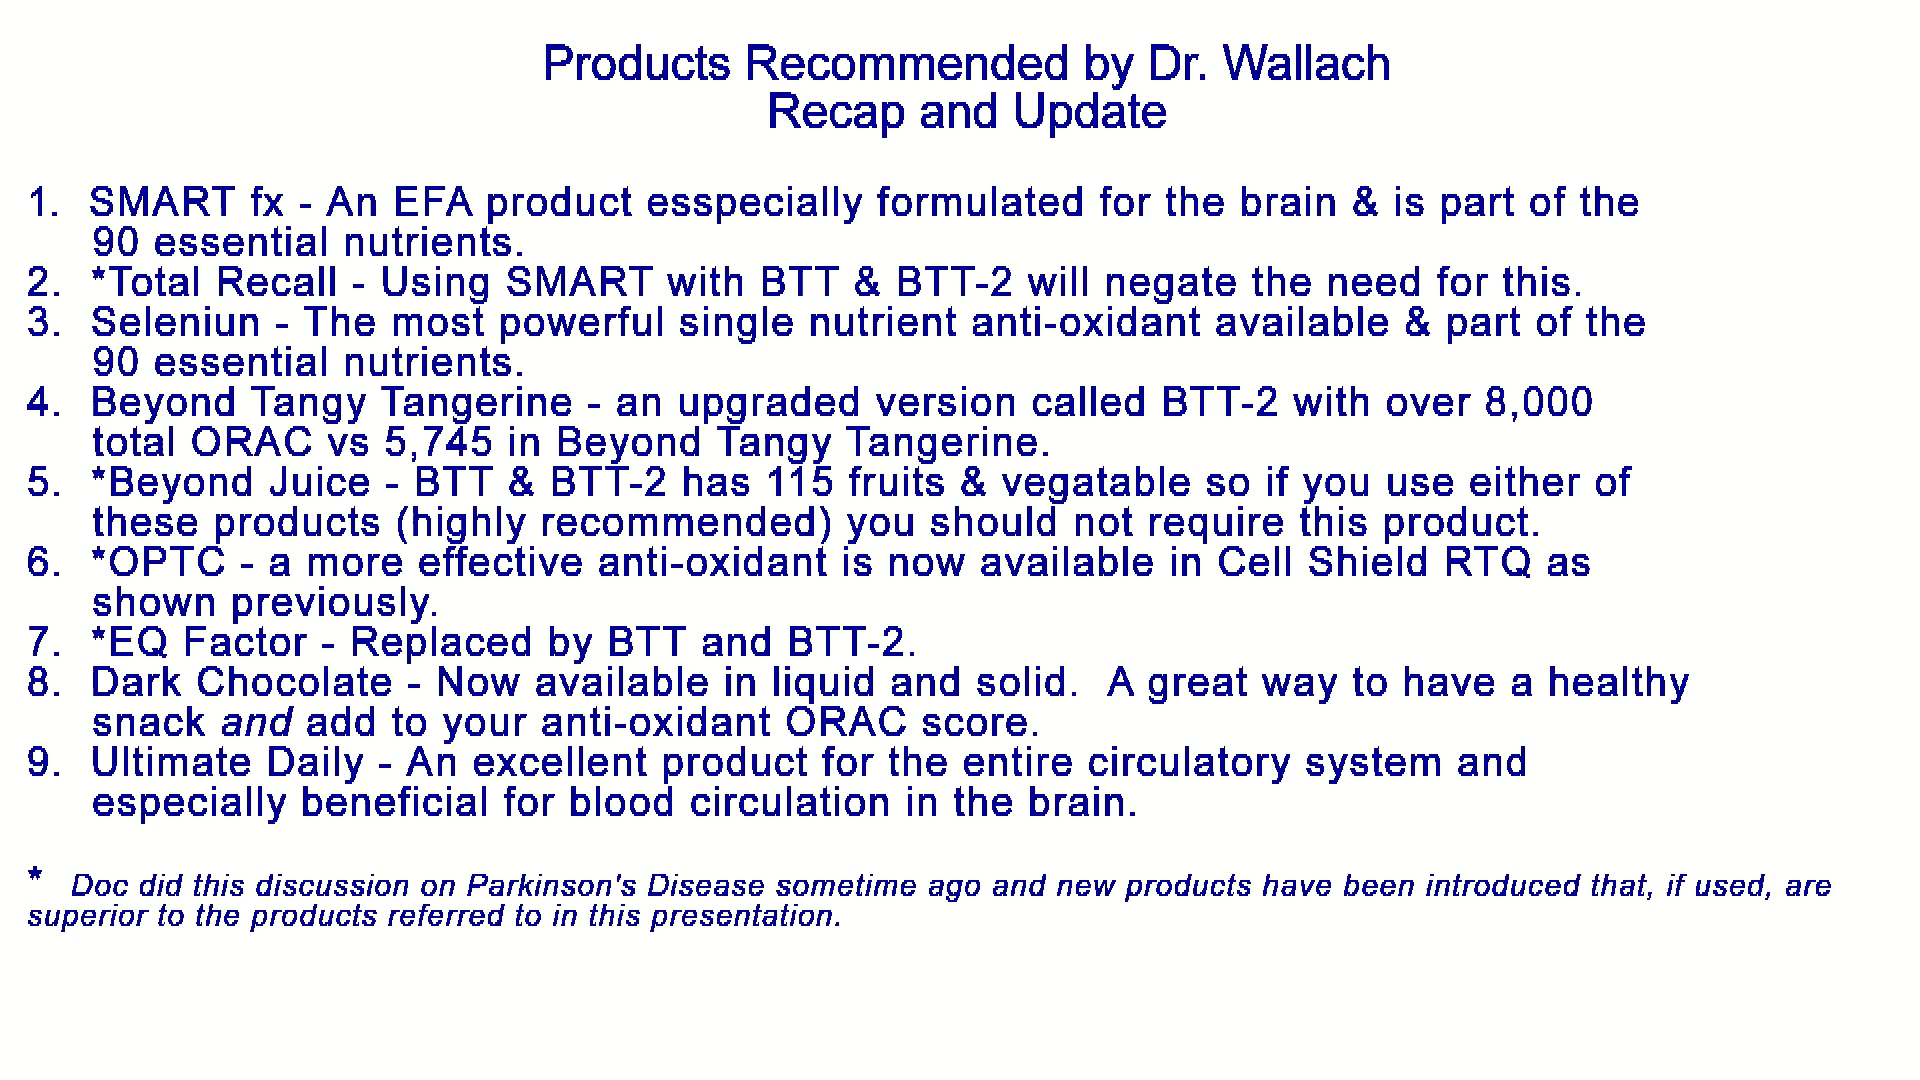 Products Recommended by Dr. Wallach
Recap and Update
1. SMART fx - An EFA product esspecially formulated for the brain & is part of the
90 essential nutrients.
2. *Total Recall - Using SMART with BTT & BTT-2 will negate the need for this.
3. Seleniun - The most powerful single nutrient anti-oxidant available & part of the
90 essential nutrients.
4. Beyond Tangy Tangerine - an upgraded version called BTT-2 with over 8,000
total ORAC vs 5,745 in Beyond Tangy Tangerine.
5. *Beyond Juice - BTT & BTT-2 has 115 fruits & vegatable so if you use either of
these products (highly recommended) you should not require this product.
6. *OPTC - a more effective anti-oxidant is now available in Cell Shield RTQ as
shown previously.
7. *EQ Factor - Replaced by BTT and BTT-2.
8. Dark Chocolate - Now available in liquid and solid. A great way to have a healthy
snack and add to your anti-oxidant ORAC score.
9. Ultimate Daily - An excellent product for the entire circulatory system and
especially beneficial for blood circulation in the brain.
* Doc did this discussion on Parkinson's Disease sometime ago and new products have been introduced that, if used, are
superior to the products referred to in this presentation.